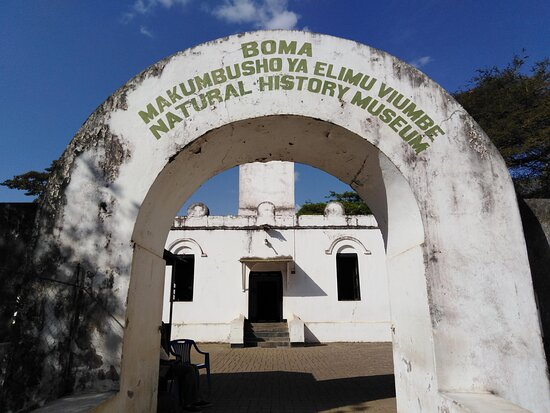 BOMA
MAKUMBUSHO YA ELIMU VIUMBE
NATURAL HISTORY MUSEUM